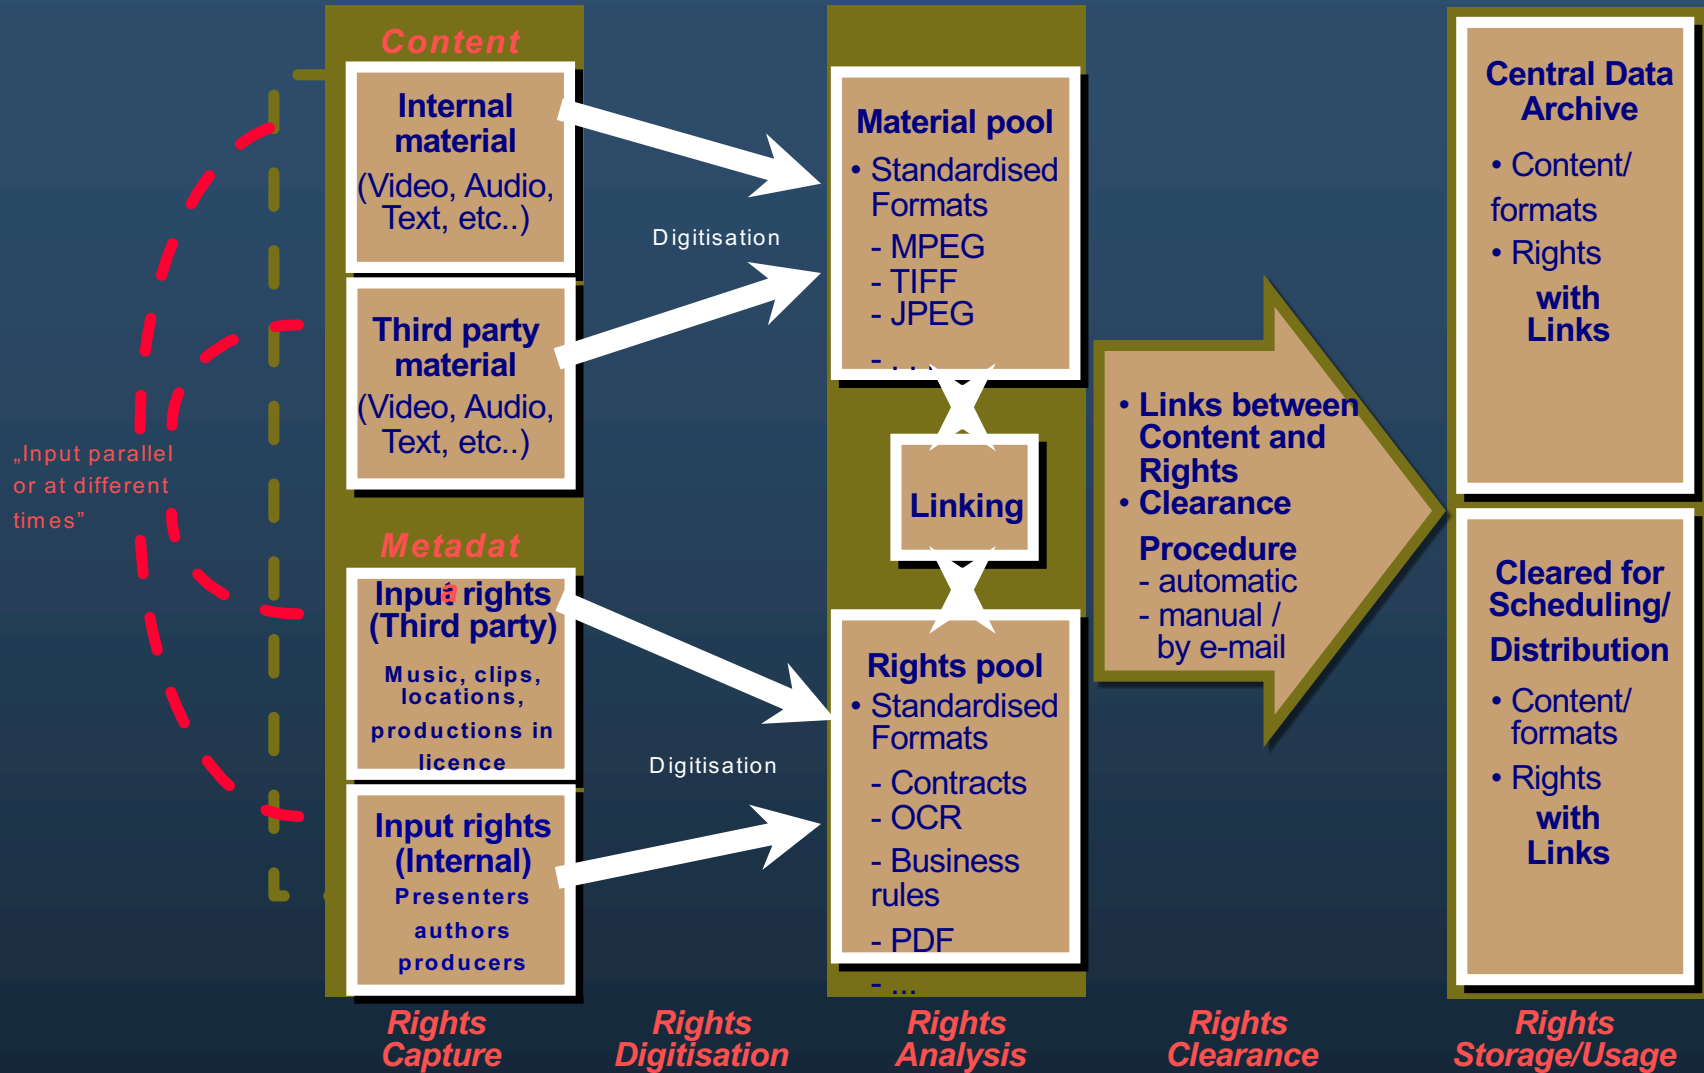 Content
Internal
material
(Video, Audio,
Text, etc..)
Third party
material
(Video, Audio,
Text, etc..)
„Input parallel
or at different
times”
Metadat
a
Input rights
(Third party)
Music, clips,
locations,
productions in
licence
Input rights
(Internal)
Presenters
authors
producers
Digitisation
Digitisation
Material pool
• Standardised
Formats
- MPEG
- TIFF
- JPEG
- ...
Linking
Rights pool
• Standardised
Formats
- Contracts
- OCR
- Business
rules
- PDF
- ...
• Links between
Content and
Rights
• Clearance
Procedure
- automatic
- manual /
by e-mail
Central Data
Archive
• Content/
formats
• Rights
with
Links
Cleared for
Scheduling/
Distribution
• Content/
formats
• Rights
with
Links
Rights
Capture
Rights
Digitisation
Rights
Analysis
Rights
Clearance
Rights
Storage/Usage